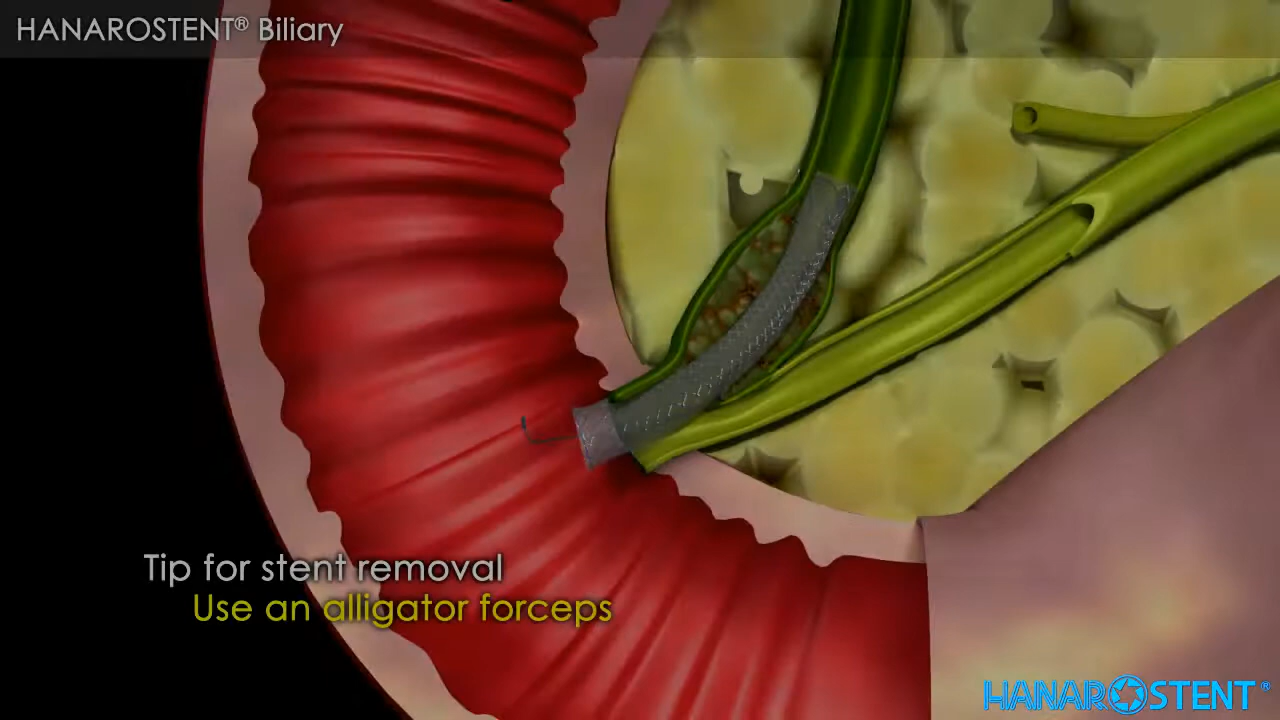 HANAROSTENT® Biliary
Tip for stent removal
Use an alligator forceps
HANAROSTENT®